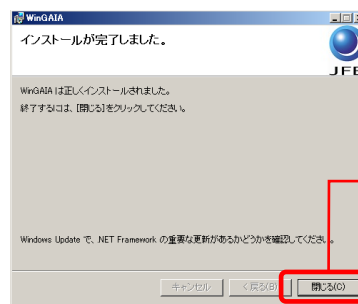 WinGAIA
インストールが完了しました。
JFE
WinGAIA は正しくインストールされました。
終了するには、[閉じる]をクリックしてください。
Windows Update で、.NET Framework の重要な更新があるかどうかを確認してください。
キャンセル
< 戻る(B)
閉じる(C)